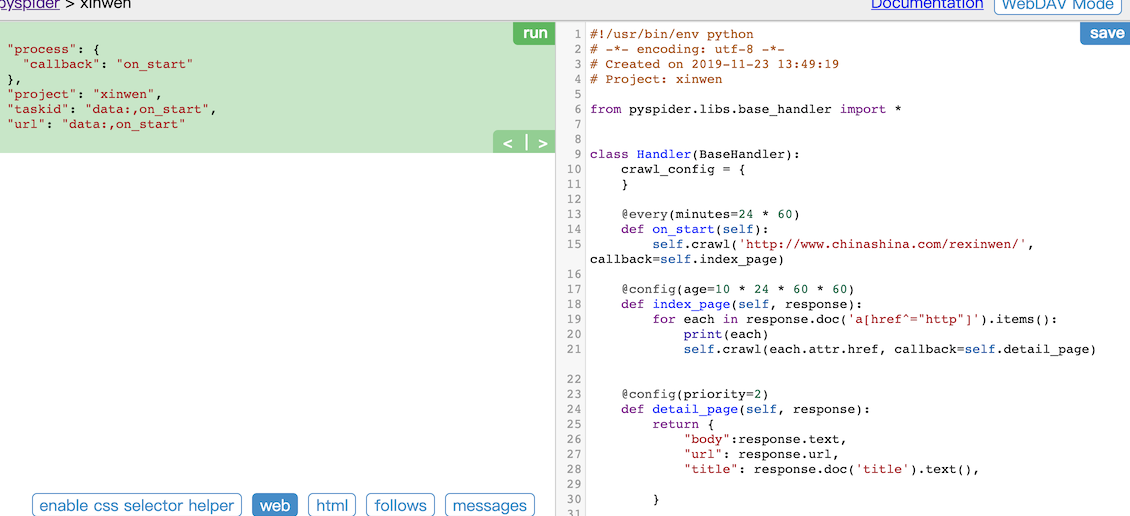 pyspider > xinwen
Documentation
WebDAV Mode
run
"process": {
  "callback": "on_start"
},
"project": "xinwen",
"taskid": "data:,on_start",
"url": "data:,on_start"
< | >
enable css selector helper
web
html
follows
messages
save
1 #!/usr/bin/env python
2 # -*- encoding: utf-8 -*-
3 # Created on 2019-11-23 13:49:19
4 # Project: xinwen
5
6 from pyspider.libs.base_handler import *
7
8
9 class Handler(BaseHandler):
10     crawl_config = {
11     }
12
13     @every(minutes=24 * 60)
14     def on_start(self):
15         self.crawl('http://www.chinashina.com/rexinwen/',
callback=self.index_page)
16
17     @config(age=10 * 24 * 60 * 60)
18     def index_page(self, response):
19         for each in response.doc('a[href^="http"]').items():
20             print(each)
21             self.crawl(each.attr.href, callback=self.detail_page)
22
23     @config(priority=2)
24     def detail_page(self, response):
25         return {
26             "body":response.text,
27             "url": response.url,
28             "title": response.doc('title').text(),
29
30         }
31